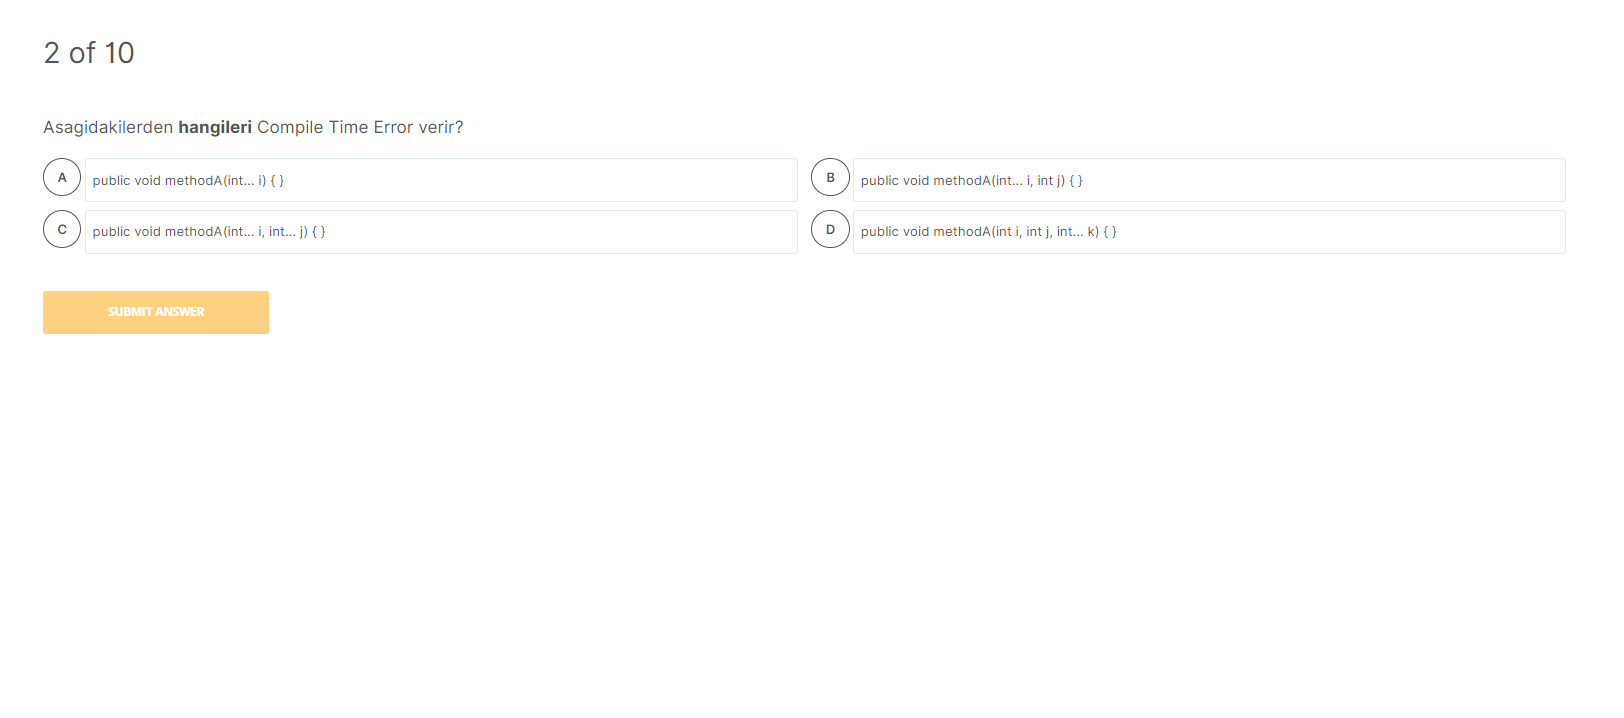 2 of 10
Asagidakilerden hangileri Compile Time Error verir?
A public void methodA(int... i) { }
B public void methodA(int... i, int j) { }
C public void methodA(int... i, int... j) { }
D public void methodA(int i, int j, int... k) { }
SUBMIT ANSWER